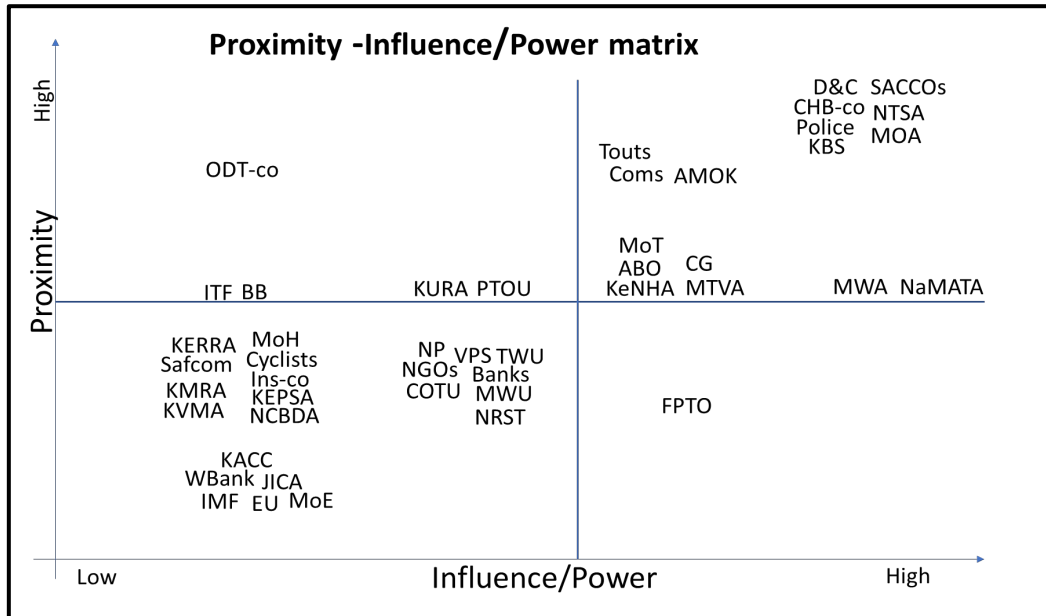 Proximity -Influence/Power matrix
High
D&C SACCOs
CHB-co NTSA
Police MOA
KBS
Touts
Coms AMOK
ODT-co
Proximity
MoT
ABO CG
KeNHA MTVA
MWA NaMATA
ITF BB
KURA PTOU
KERRA MoH
Safcom Cyclists
Ins-co
KMRA KEPSA
KVMA NCBDA
NP VPS TWU
NGOs Banks
COTU MWU
NRST
FPTO
KACC
WBank JICA
IMF EU MoE
Low
Influence/Power
High